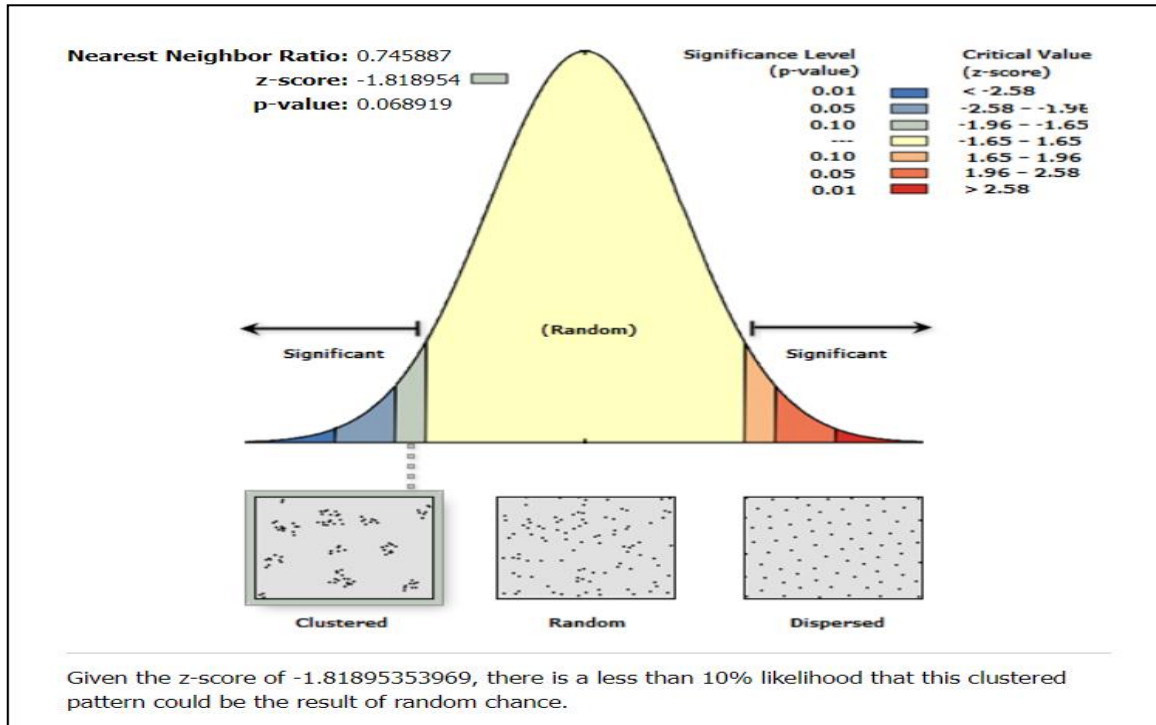 Nearest Neighbor Ratio: 0.745887
z-score: -1.818954
p-value: 0.068919
Significance Level
(p-value)
Critical Value
(z-score)
0.01 < -2.58
0.05 -2.58 – -1.96
0.10 -1.96 – -1.65
--- -1.65 – 1.65
0.10 1.65 – 1.96
0.05 1.96 – 2.58
0.01 > 2.58
(Random)
Significant Significant
Clustered Random Dispersed
Given the z-score of -1.81895353969, there is a less than 10% likelihood that this clustered
pattern could be the result of random chance.